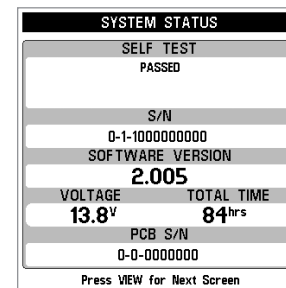 SYSTEM STATUS
SELF TEST
PASSED
S/N
0-1-1000000000
SOFTWARE VERSION
2.005
VOLTAGE TOTAL TIME
13.8V 84hrs
PCB S/N
0-0-0000000
Press VIEW for Next Screen